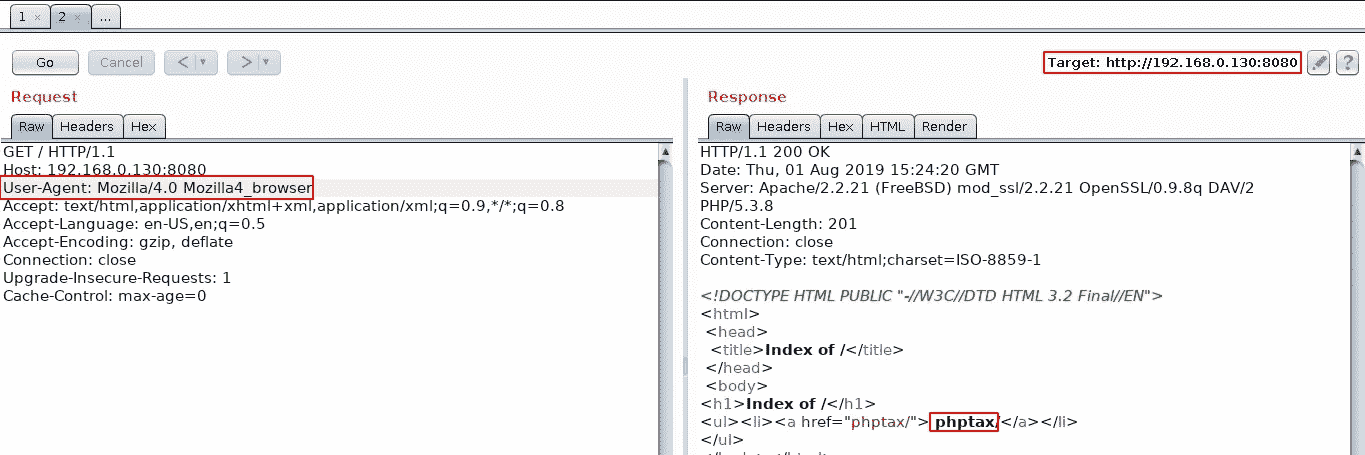 1 × 2 × ...
Go Cancel < > Target: http://192.168.0.130:8080 ?
Request
Raw Headers Hex
GET / HTTP/1.1
Host: 192.168.0.130:8080
User-Agent: Mozilla/4.0 Mozilla4_browser
Accept: text/html,application/xhtml+xml,application/xml;q=0.9,*/*;q=0.8
Accept-Language: en-US,en;q=0.5
Accept-Encoding: gzip, deflate
Connection: close
Upgrade-Insecure-Requests: 1
Cache-Control: max-age=0
Response
Raw Headers Hex HTML Render
HTTP/1.1 200 OK
Date: Thu, 01 Aug 2019 15:24:20 GMT
Server: Apache/2.2.21 (FreeBSD) mod_ssl/2.2.21 OpenSSL/0.9.8q DAV/2
PHP/5.3.8
Content-Length: 201
Connection: close
Content-Type: text/html;charset=ISO-8859-1
<!DOCTYPE HTML PUBLIC "-//W3C//DTD HTML 3.2 Final//EN">
<html>
<head>
<title>Index of /</title>
</head>
<body>
<h1>Index of /</h1>
<ul><li><a href="phptax/"> phptax/</a></li>
</ul>